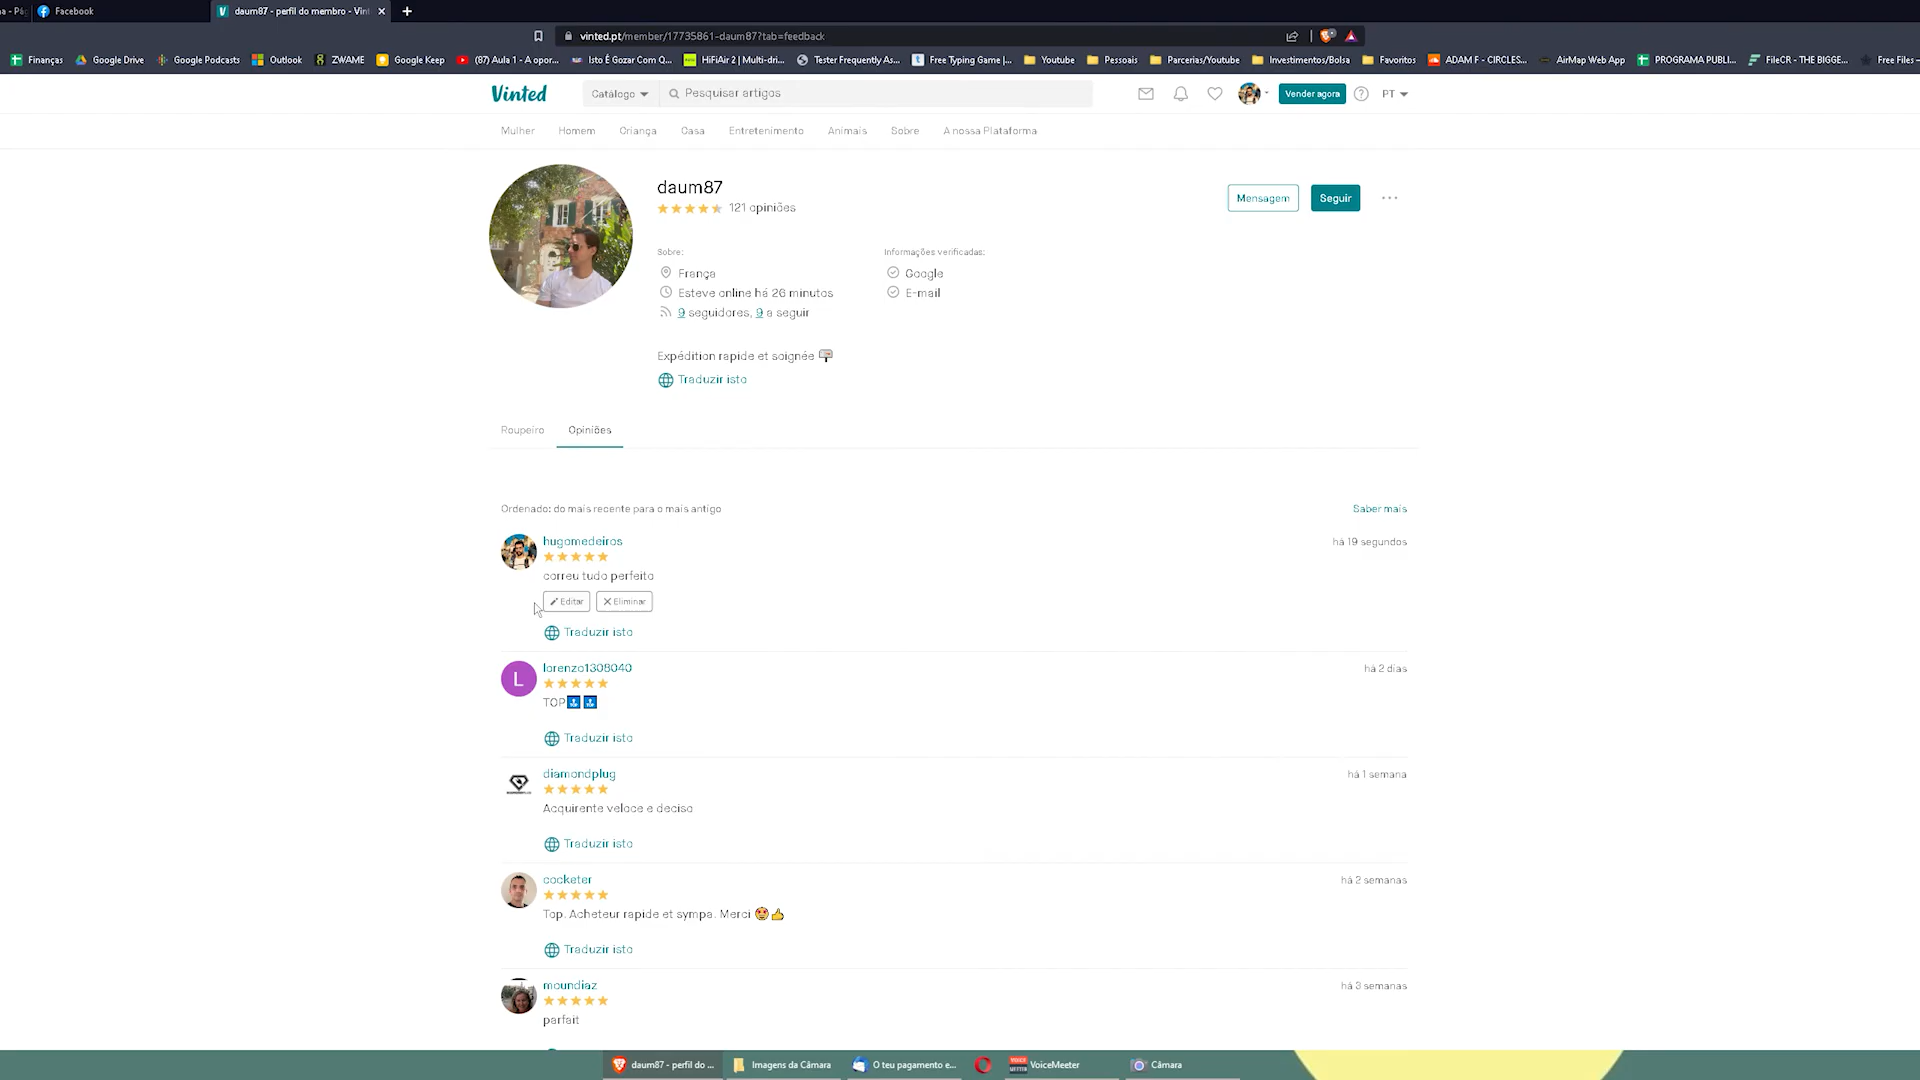 Facebook
daum87 - perfil do membro - Vint
vinted.pt/member/17735861-daum87?tab=feedback
Finanças
Google Drive
Google Podcasts
Outlook
ZWAME
Google Keep
(87) Aula 1 - A opor...
Isto É Gozar Com Q...
HiFiAir 2 | Multi-dri...
Tester Frequently As...
Free Typing Game |...
Youtube
Pessoais
Parcerias/Youtube
Investimentos/Bolsa
Favoritos
ADAM F - CIRCLES...
AirMap Web App
PROGRAMA PUBLI...
FileCR - THE BIGGE...
Free Files –
Vinted
Catálogo
Pesquisar artigos
Vender agora
PT
Mulher
Homem
Criança
Casa
Entretenimento
Animais
Sobre
A nossa Plataforma
daum87
121 opiniões
Mensagem
Seguir
Sobre:
Informações verificadas:
França
Google
Esteve online há 26 minutos
E-mail
9 seguidores, 9 a seguir
Expédition rapide et soignée
Traduzir isto
Roupeiro
Opiniões
Ordenado: do mais recente para o mais antigo
Saber mais
hugomedeiros
há 19 segundos
correu tudo perfeito
Editar
Eliminar
Traduzir isto
L
lorenzo1308040
há 2 dias
TOP
Traduzir isto
diamondplug
há 1 semana
Acquirente veloce e deciso
Traduzir isto
cocketer
há 2 semanas
Top. Acheteur rapide et sympa. Merci
Traduzir isto
moundiaz
há 3 semanas
parfait
daum87 - perfil do ...
Imagens da Câmara
O teu pagamento e...
VoiceMeeter
Câmara